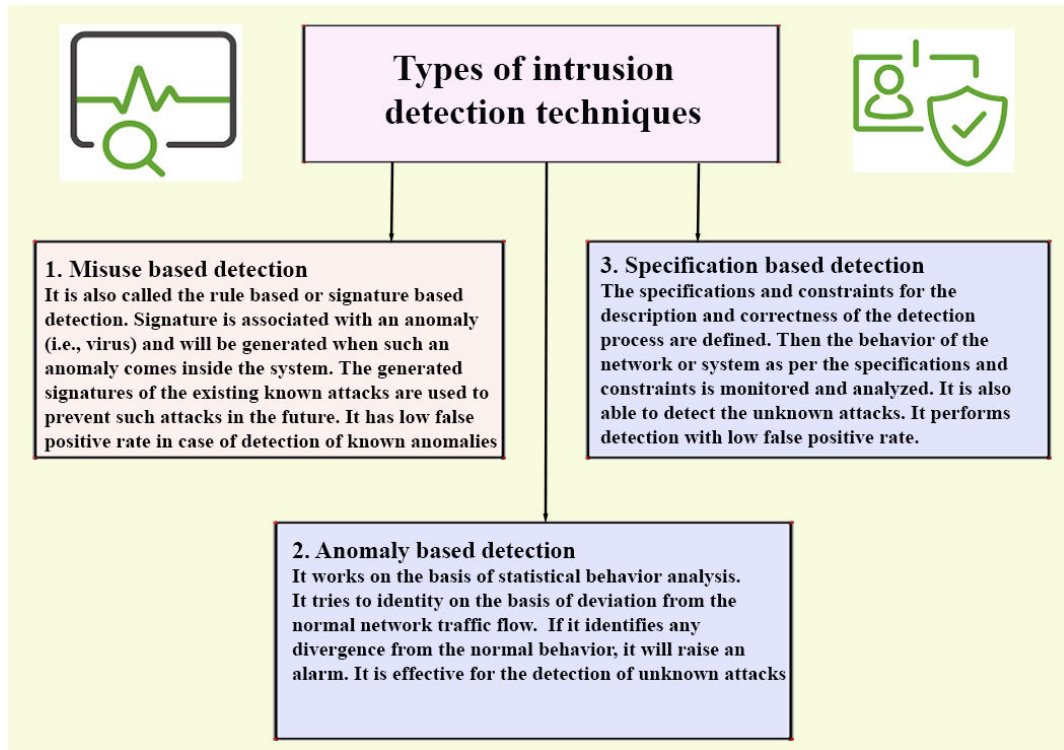 Types of intrusion
detection techniques
1. Misuse based detection
It is also called the rule based or signature based
detection. Signature is associated with an anomaly
(i.e., virus) and will be generated when such an
anomaly comes inside the system. The generated
signatures of the existing known attacks are used to
prevent such attacks in the future. It has low false
positive rate in case of detection of known anomalies
3. Specification based detection
The specifications and constraints for the
description and correctness of the detection
process are defined. Then the behavior of the
network or system as per the specifications and
constraints is monitored and analyzed. It is also
able to detect the unknown attacks. It performs
detection with low false positive rate.
2. Anomaly based detection
It works on the basis of statistical behavior analysis.
It tries to identity on the basis of deviation from the
normal network traffic flow.  If it identifies any
divergence from the normal behavior, it will raise an
alarm. It is effective for the detection of unknown attacks